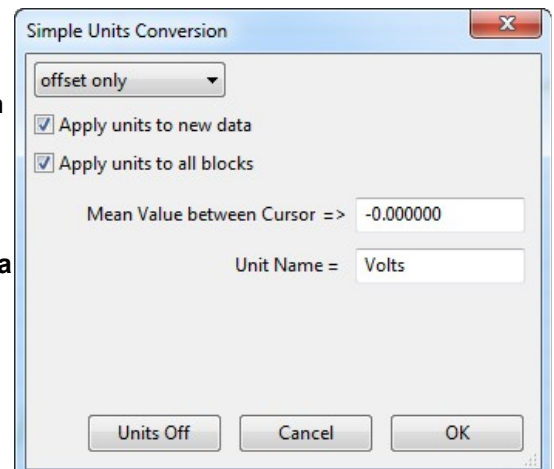 Simple Units Conversion
offset only
Apply units to new data
Apply units to all blocks
Mean Value between Cursor => -0.000000
a
Unit Name = Volts
Units Off Cancel OK